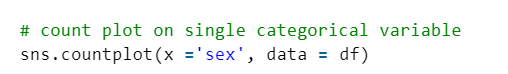 # count plot on single categorical variable
sns.countplot(x ='sex', data = df)